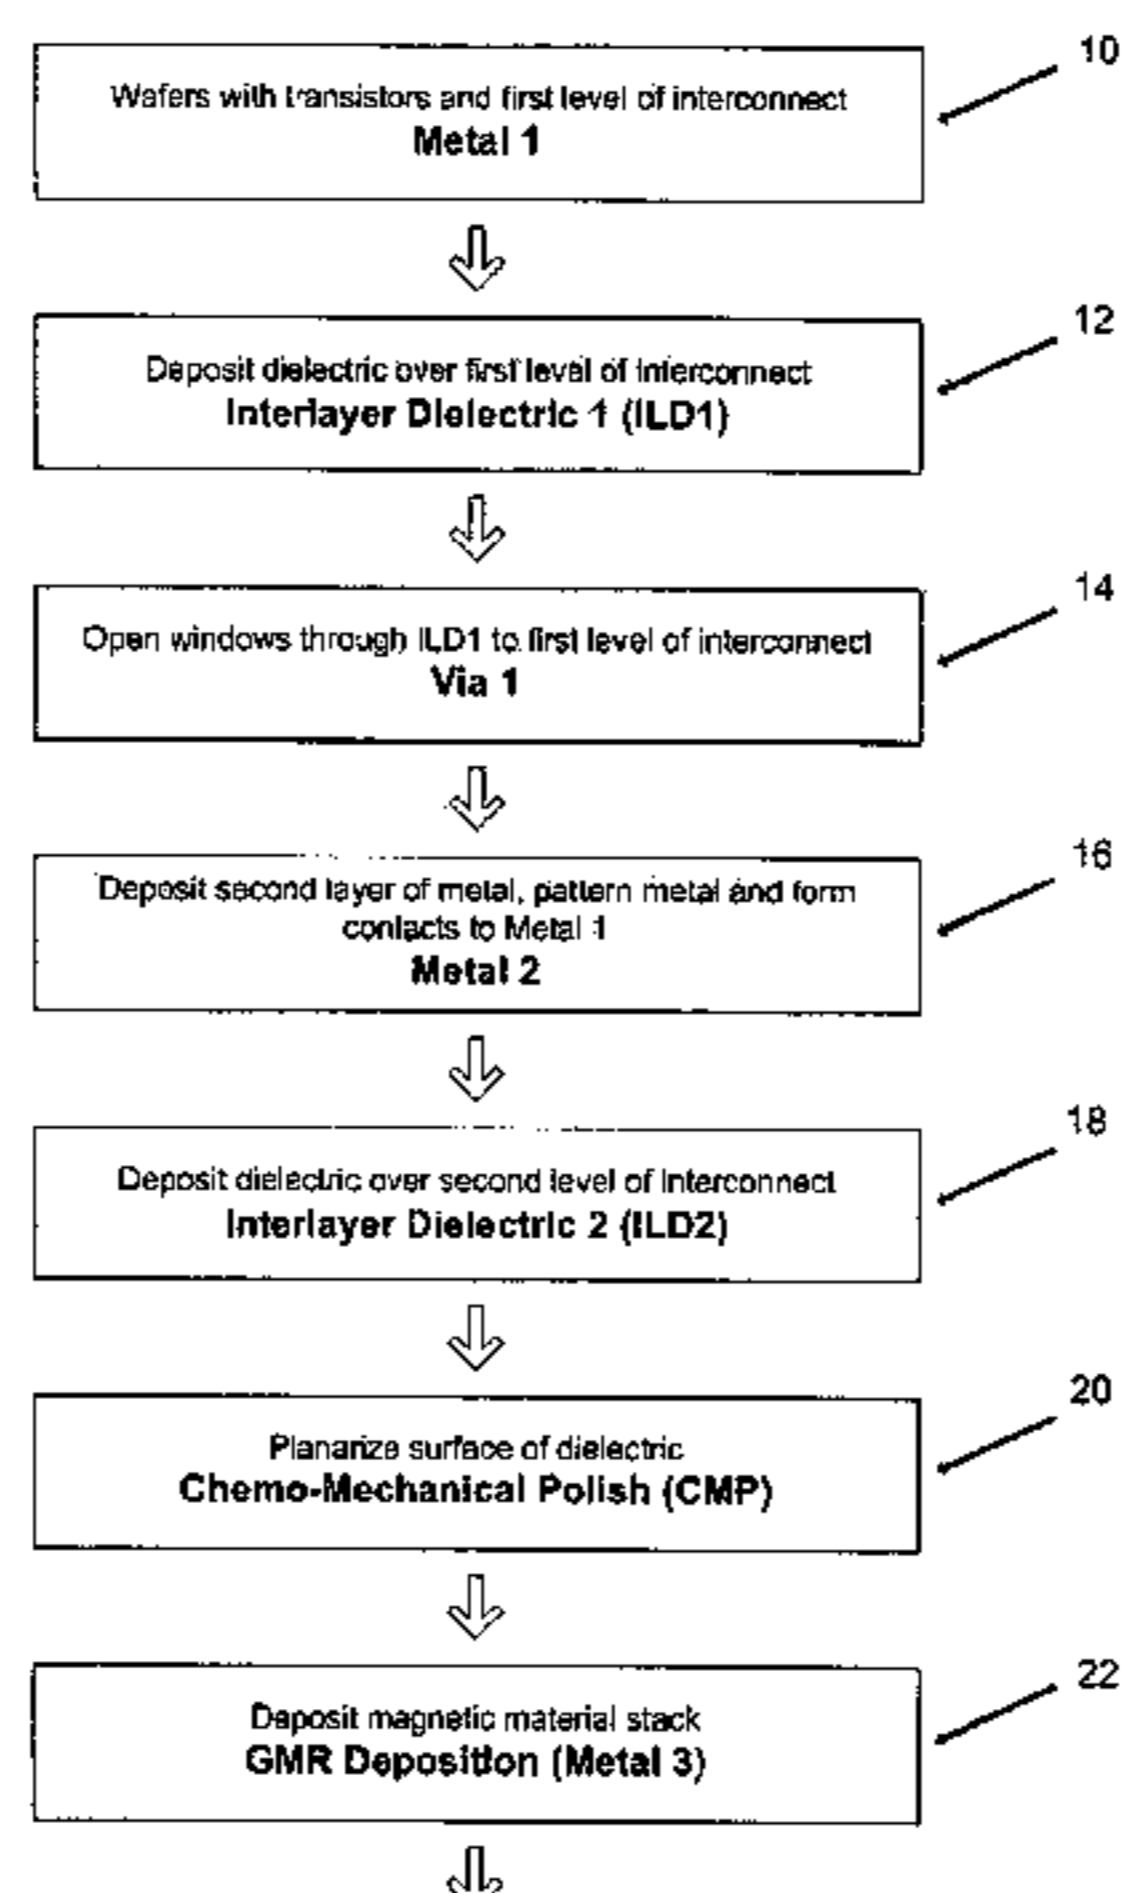 10
Wafers with transistors and first level of interconnect
Metal 1
12
Deposit dielectric over first level of interconnect
Interlayer Dielectric 1 (ILD1)
14
Open windows through ILD1 to first level of interconnect
Via 1
16
Deposit second layer of metal, pattern metal and form
contacts to Metal 1
Metal 2
18
Deposit dielectric over second level of interconnect
Interlayer Dielectric 2 (ILD2)
20
Planarize surface of dielectric
Chemo-Mechanical Polish (CMP)
22
Deposit magnetic material stack
GMR Deposition (Metal 3)